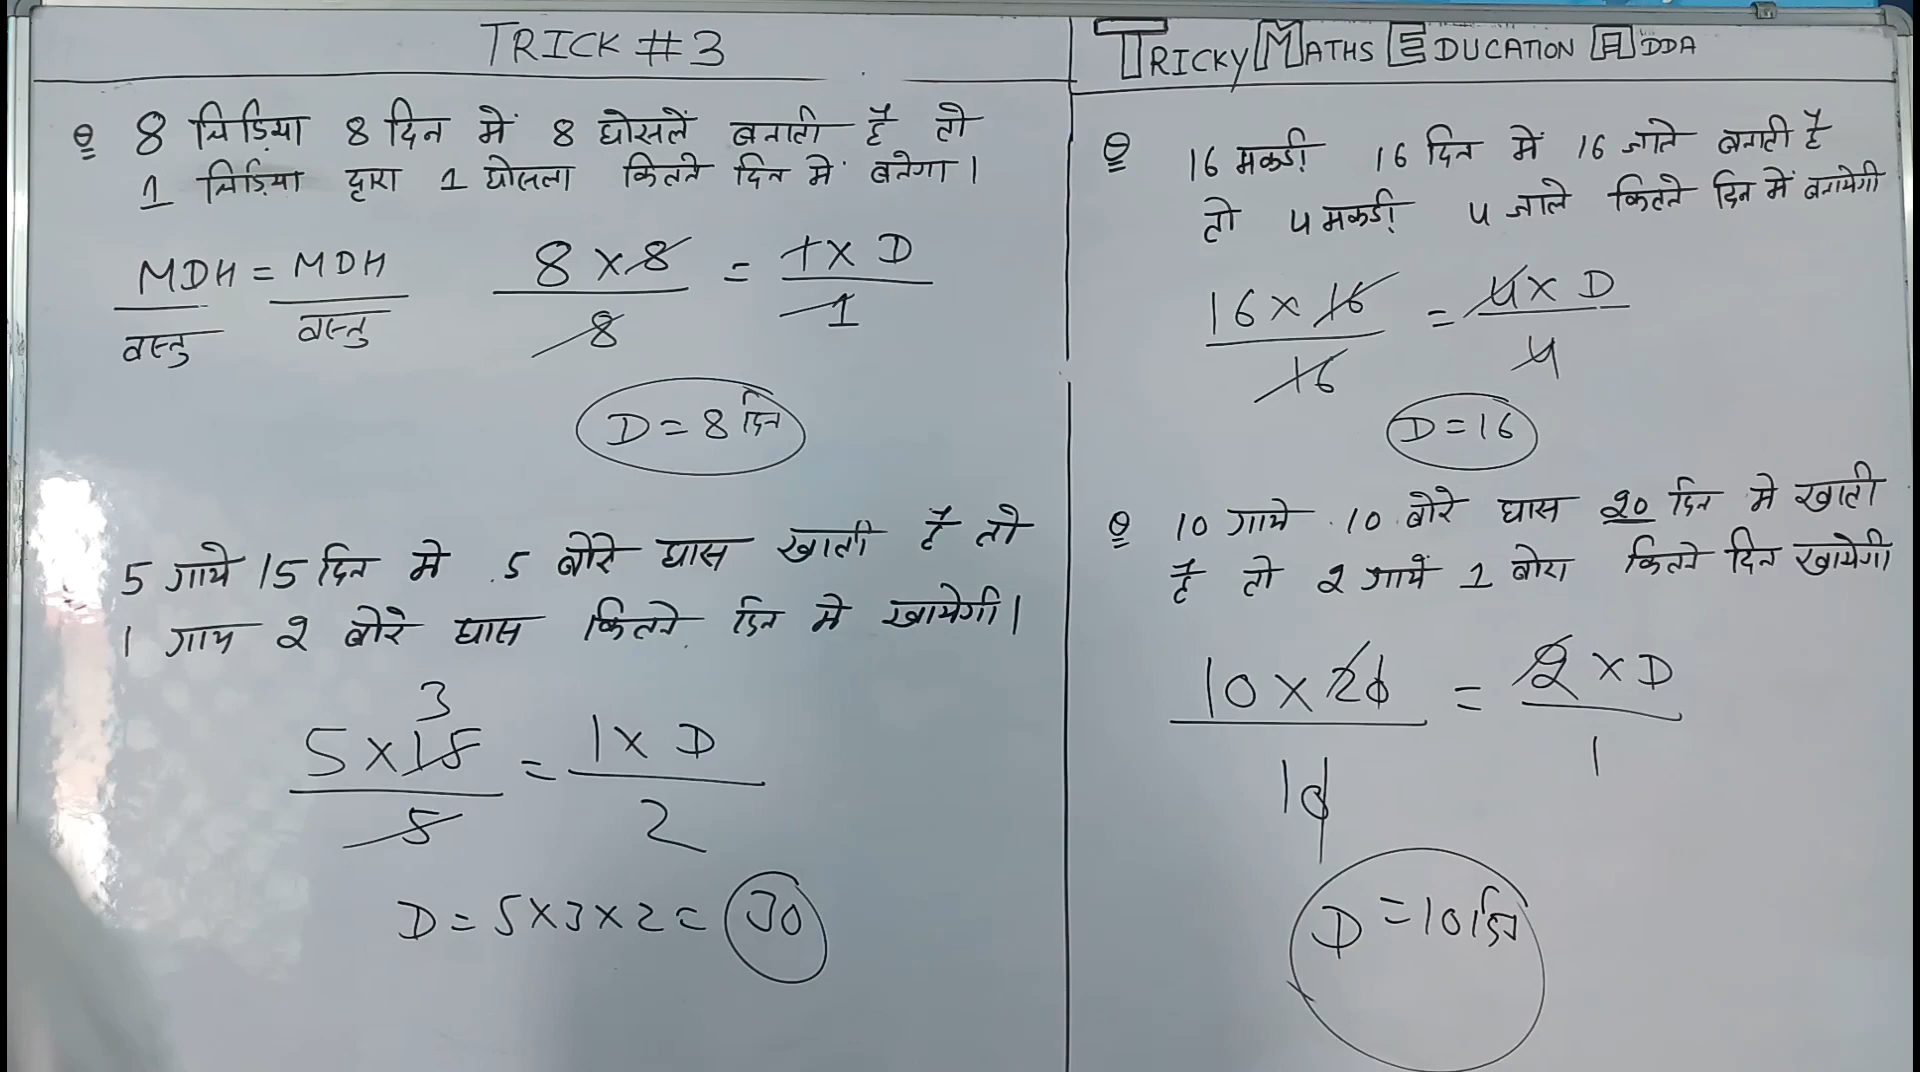 TRICK #3
Q 8 चिड़िया 8 दिन में 8 घोसलें बनाती है तो
1 चिड़िया द्वारा 1 घोसला कितने दिन में बनेगा।
MDH = MDH
वस्तु वस्तु
8 × 8 = 1 × D
8 1
D = 8 दिन
5 गाये 15 दिन मे 5 बोरे घास खाती है तो
1 गाय 2 बोरे घास कितने दिन मे खायेगी।
3
5 × 15 = 1 × D
5 2
D = 5×3×2 = 30
TRICKY MATHS EDUCATION ADDA
Q 16 मकड़ी 16 दिन में 16 जाले बनाती है
तो 4 मकड़ी 4 जाले कितने दिन में बनायेगी
16 × 16 = 4 × D
16 4
D = 16
Q 10 गाये 10 बोरे घास 20 दिन मे खाती
है तो 2 गायें 1 बोरा कितने दिन खायेगी
10 × 20 = 2 × D
10 1
D = 10 दिन